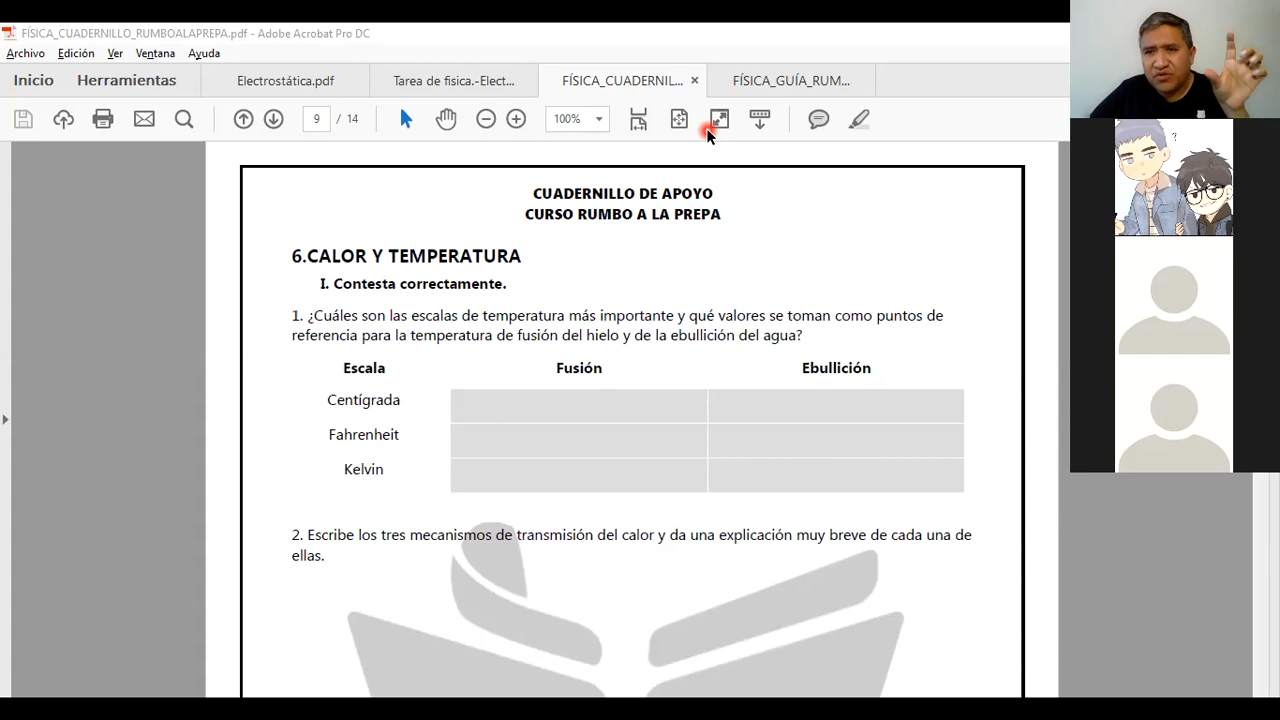 FÍSICA_CUADERNILLO_RUMBOALAPREPA.pdf - Adobe Acrobat Pro DC
Archivo Edición Ver Ventana Ayuda
Inicio Herramientas Electrostática.pdf Tarea de fisica.-Elect... FÍSICA_CUADERNIL... × FÍSICA_GUÍA_RUM...
9 / 14 100%
CUADERNILLO DE APOYO
CURSO RUMBO A LA PREPA
6.CALOR Y TEMPERATURA
I. Contesta correctamente.
1. ¿Cuáles son las escalas de temperatura más importante y qué valores se toman como puntos de
referencia para la temperatura de fusión del hielo y de la ebullición del agua?
Escala Fusión Ebullición
Centígrada
Fahrenheit
Kelvin
2. Escribe los tres mecanismos de transmisión del calor y da una explicación muy breve de cada una de
ellas.
?